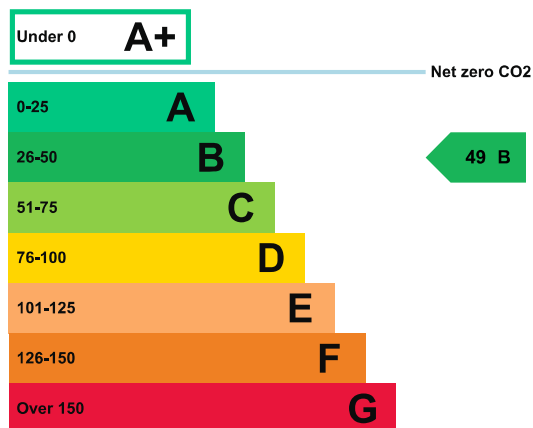 Under 0 A+
Net zero CO2
0-25 A
26-50 B
49 B
51-75 C
76-100 D
101-125 E
126-150 F
Over 150 G